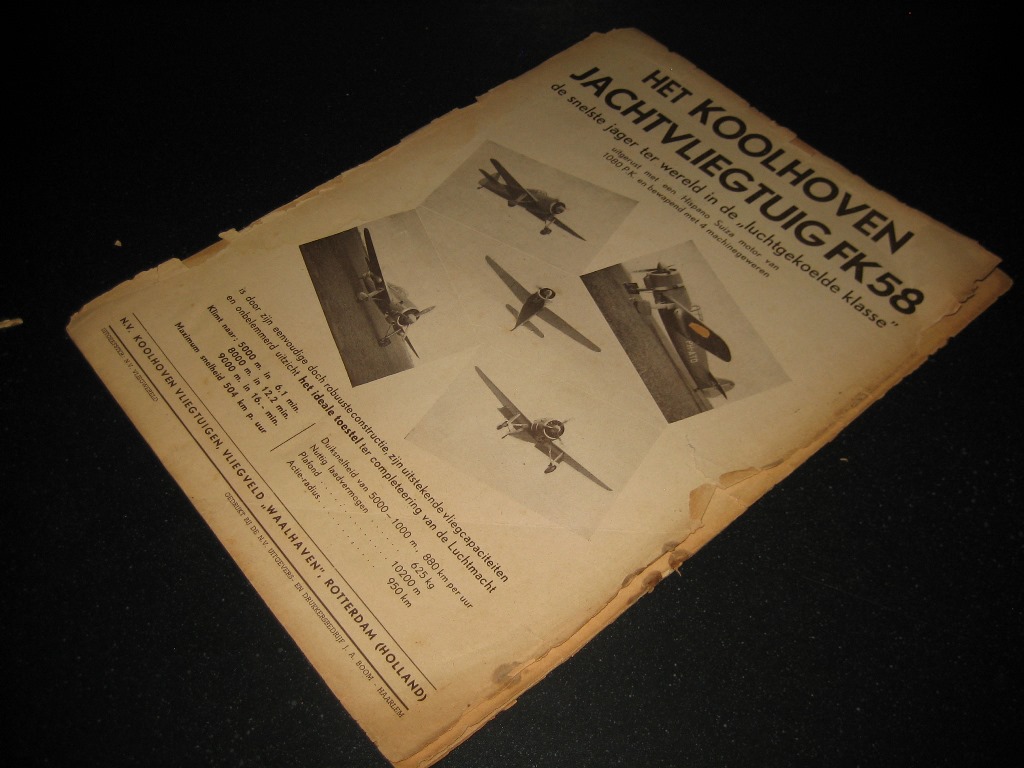 HET KOOLHOVEN
JACHTVLIEGTUIG FK58
de snelste jager ter wereld in de „luchtgekoelde klasse”
uitgerust met een Hispano Suiza motor van
1080 P.K. en bewapend met 4 machinegeweren
is door zijn eenvoudige doch robuuste constructie, zijn uitstekende vliegcapaciteiten
en onbelemmerd uitzicht het ideale toestel ter completeering van de Luchtmacht
Klimt naar: 5000 m. in 6.1 min.
8000 m. in 12.2 min.
9000 m. in 16.- min.
Maximum snelheid 504 km p. uur
Duiksnelheid van 5000-1000 m. 880 km per uur
Nuttig laadvermogen 625 kg
Plafond . . . . . . . . 10200 m
Actie-radius. . . . . . . 950 km
N.V. KOOLHOVEN VLIEGTUIGEN, VLIEGVELD „WAALHAVEN”, ROTTERDAM (HOLLAND)
GEDRUKT BIJ DE N.V. UITGEVERS- EN DRUKKERSBEDRIJF J. A. BOOM - HAARLEM